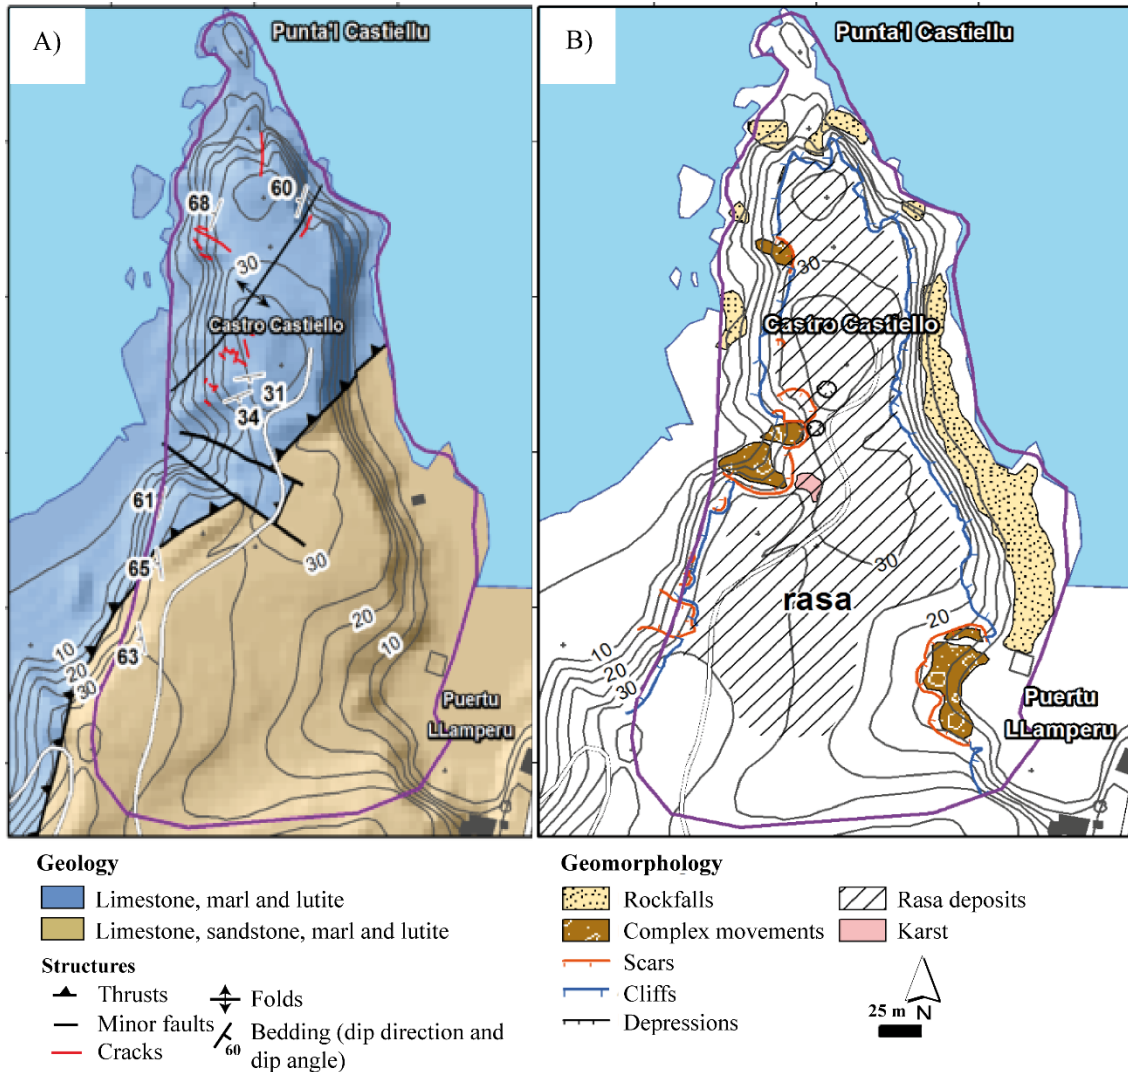 A)
Punta'l Castiellu
60
68
30
Castro Castiello
31
34
61
65
30
63
10
20
30
20
10
Puertu
LLamperu
B)
Punta'l Castiellu
30
Castro Castiello
30
rasa
10
20
30
20
Puertu
LLamperu
Geology
Limestone, marl and lutite
Limestone, sandstone, marl and lutite
Structures
Thrusts
Folds
Minor faults
Bedding (dip direction and
dip angle)
60
Cracks
Geomorphology
Rockfalls
Rasa deposits
Complex movements
Karst
Scars
Cliffs
Depressions
25 m
N